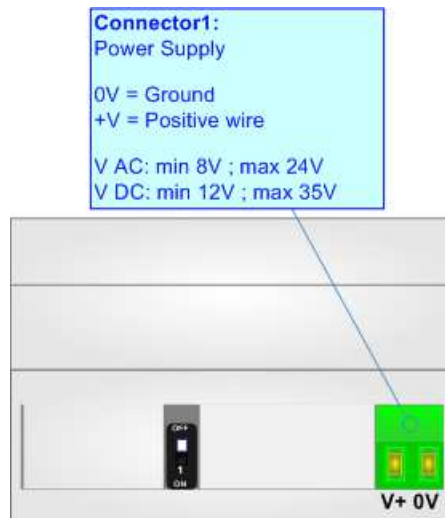 Connector1:
Power Supply
0V = Ground
+V = Positive wire
V AC: min 8V ; max 24V
V DC: min 12V ; max 35V
OFF
1
ON
V+ 0V